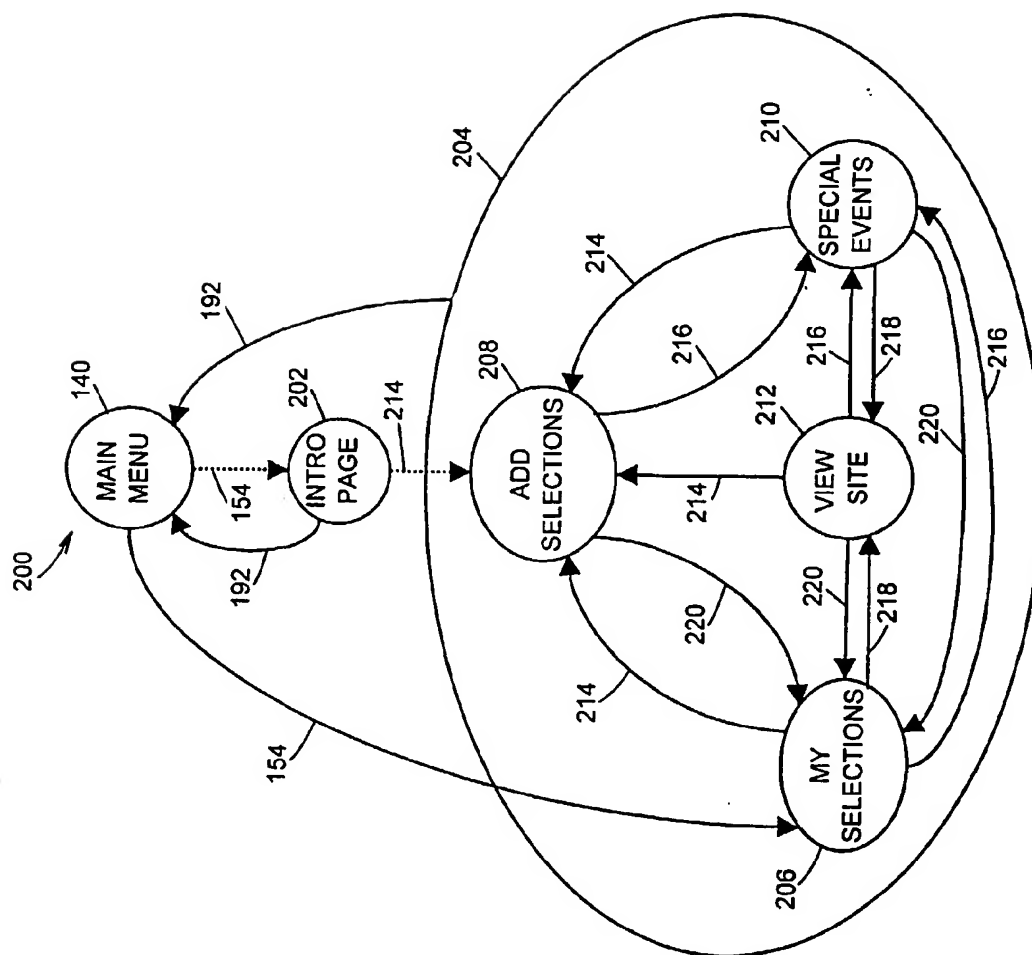 200
MAIN
MENU
140
192
154
INTRO
PAGE
202
192
214
204
154
ADD
SELECTIONS
208
214
220
214
216
214
SPECIAL
EVENTS
210
VIEW
SITE
212
216
218
220
218
MY
SELECTIONS
206
220
216